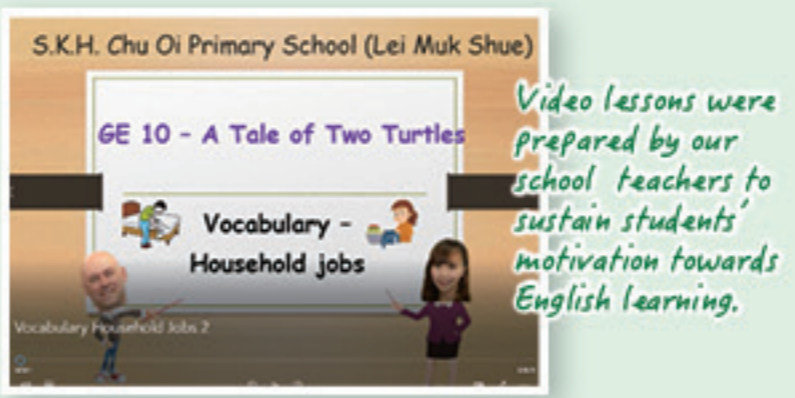 S.K.H. Chu Oi Primary School (Lei Muk Shue)
GE 10 - A Tale of Two Turtles
Vocabulary -
Household jobs
Vocabulary Household Jobs 2
Video lessons were
prepared by our
school teachers to
sustain students'
motivation towards
English learning.